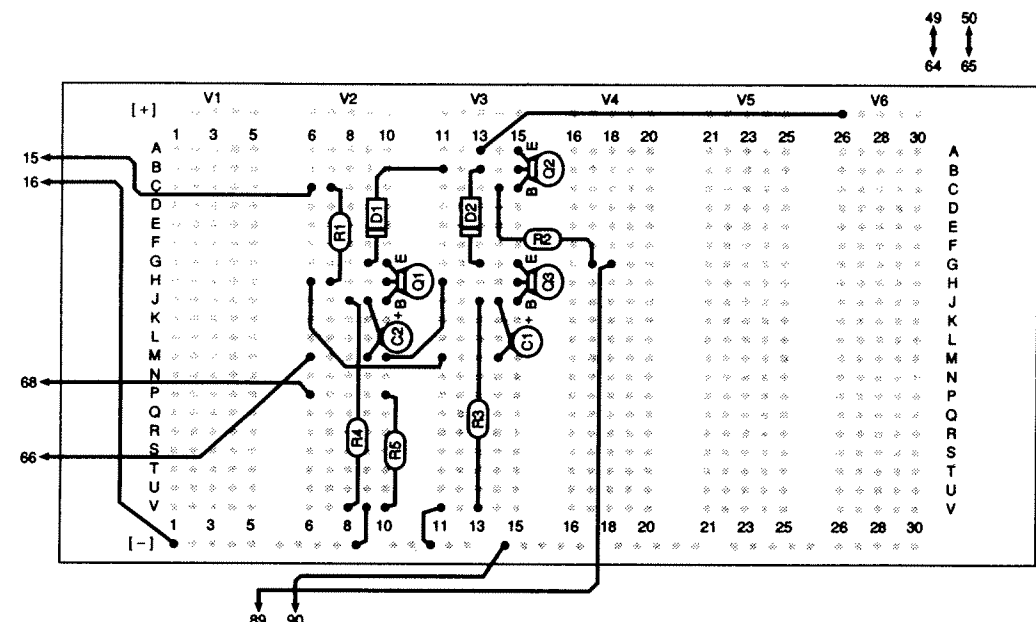 49 50
64 65
[+] V1 V2 V3 V4 V5 V6
1 3 5 6 8 10 11 13 15 16 18 20 21 23 25 26 28 30
A A
15 B E Q2 B
16 C B C
D D1 D2 D
E R1 E
F R2 F
G E E G
H Q1 Q3 H
J B B J
K + + K
L C2 C1 L
M M
N N
68 P P
Q R3 Q
R R4 R5 R
66 S S
T T
U U
V V
1 3 5 6 8 10 11 13 15 16 18 20 21 23 25 26 28 30
[-]
89 90